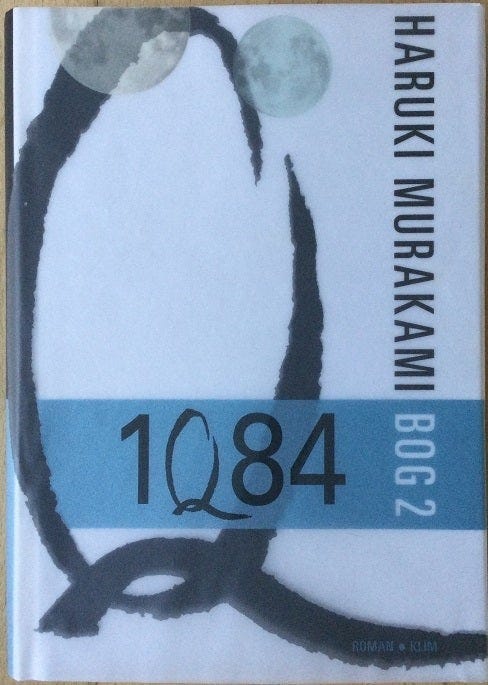 HARUKI MURAKAMI BOG 2
1Q84
ROMAN • KLIM